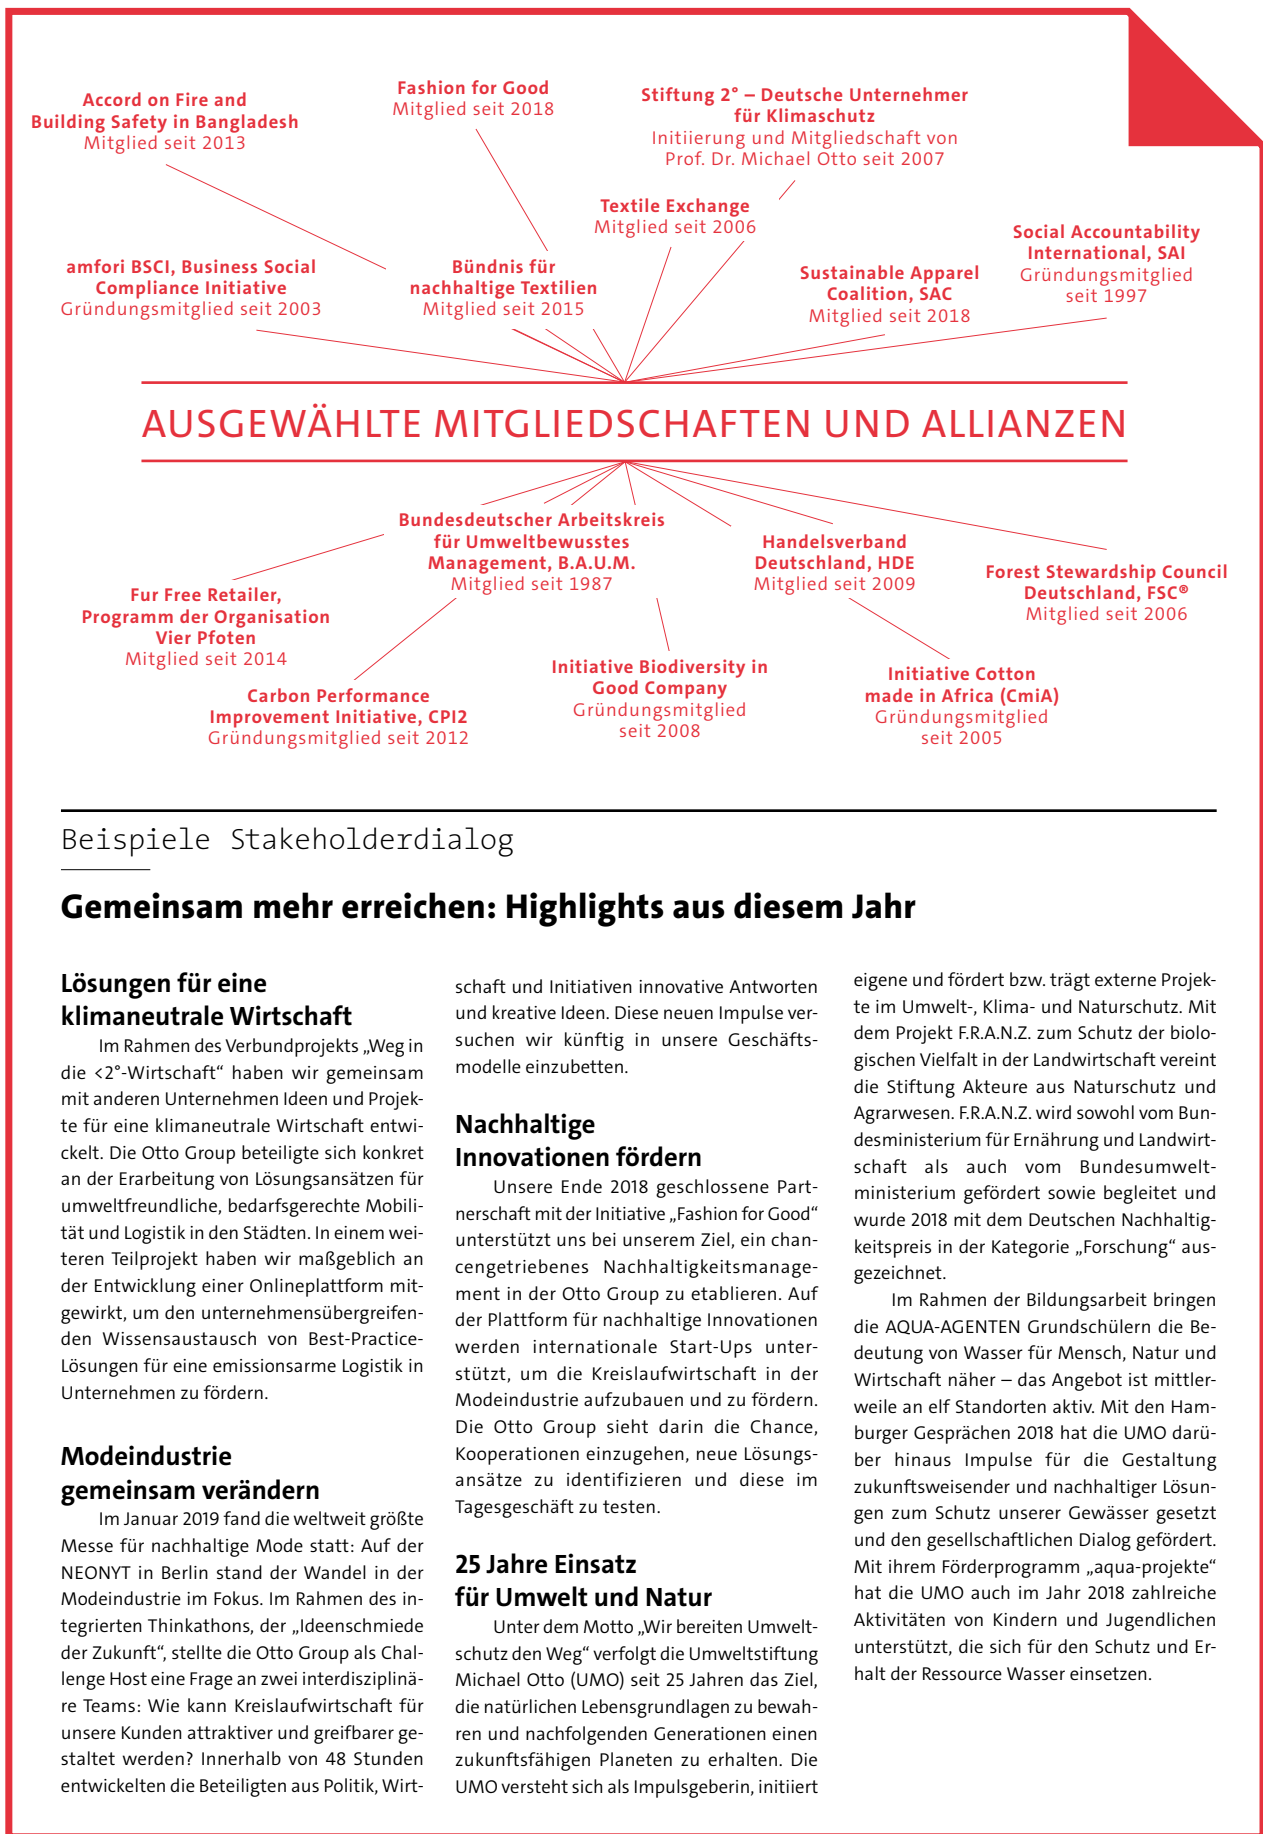 Accord on Fire and
Building Safety in Bangladesh
Mitglied seit 2013
Fashion for Good
Mitglied seit 2018
Stiftung 2° – Deutsche Unternehmer
für Klimaschutz
Initiierung und Mitgliedschaft von
Prof. Dr. Michael Otto seit 2007
Textile Exchange
Mitglied seit 2006
Social Accountability
International, SAI
Gründungsmitglied
seit 1997
amfori BSCI, Business Social
Compliance Initiative
Gründungsmitglied seit 2003
Bündnis für
nachhaltige Textilien
Mitglied seit 2015
Sustainable Apparel
Coalition, SAC
Mitglied seit 2018
AUSGEWÄHLTE MITGLIEDSCHAFTEN UND ALLIANZEN
Bundesdeutscher Arbeitskreis
für Umweltbewusstes
Management, B.A.U.M.
Mitglied seit 1987
Handelsverband
Deutschland, HDE
Mitglied seit 2009
Forest Stewardship Council
Deutschland, FSC®
Mitglied seit 2006
Fur Free Retailer,
Programm der Organisation
Vier Pfoten
Mitglied seit 2014
Initiative Biodiversity in
Good Company
Gründungsmitglied
seit 2008
Initiative Cotton
made in Africa (CmiA)
Gründungsmitglied
seit 2005
Carbon Performance
Improvement Initiative, CPI2
Gründungsmitglied seit 2012
Beispiele Stakeholderdialog
Gemeinsam mehr erreichen: Highlights aus diesem Jahr
Lösungen für eine
klimaneutrale Wirtschaft
Im Rahmen des Verbundprojekts „Weg in
die <2°-Wirtschaft“ haben wir gemeinsam
mit anderen Unternehmen Ideen und Projek-
te für eine klimaneutrale Wirtschaft entwi-
ckelt. Die Otto Group beteiligte sich konkret
an der Erarbeitung von Lösungsansätzen für
umweltfreundliche, bedarfsgerechte Mobili-
tät und Logistik in den Städten. In einem wei-
teren Teilprojekt haben wir maßgeblich an
der Entwicklung einer Onlineplattform mit-
gewirkt, um den unternehmensübergreifen-
den Wissensaustausch von Best-Practice-
Lösungen für eine emissionsarme Logistik in
Unternehmen zu fördern.
Modeindustrie
gemeinsam verändern
Im Januar 2019 fand die weltweit größte
Messe für nachhaltige Mode statt: Auf der
NEONYT in Berlin stand der Wandel in der
Modeindustrie im Fokus. Im Rahmen des in-
tegrierten Thinkathons, der „Ideenschmiede
der Zukunft“, stellte die Otto Group als Chal-
lenge Host eine Frage an zwei interdisziplinä-
re Teams: Wie kann Kreislaufwirtschaft für
unsere Kunden attraktiver und greifbarer ge-
staltet werden? Innerhalb von 48 Stunden
entwickelten die Beteiligten aus Politik, Wirt-
schaft und Initiativen innovative Antworten
und kreative Ideen. Diese neuen Impulse ver-
suchen wir künftig in unsere Geschäfts-
modelle einzubetten.
Nachhaltige
Innovationen fördern
Unsere Ende 2018 geschlossene Part-
nerschaft mit der Initiative „Fashion for Good“
unterstützt uns bei unserem Ziel, ein chan-
cengetriebenes Nachhaltigkeitsmanage-
ment in der Otto Group zu etablieren. Auf
der Plattform für nachhaltige Innovationen
werden internationale Start-Ups unter-
stützt, um die Kreislaufwirtschaft in der
Modeindustrie aufzubauen und zu fördern.
Die Otto Group sieht darin die Chance,
Kooperationen einzugehen, neue Lösungs-
ansätze zu identifizieren und diese im
Tagesgeschäft zu testen.
25 Jahre Einsatz
für Umwelt und Natur
Unter dem Motto „Wir bereiten Umwelt-
schutz den Weg“ verfolgt die Umweltstiftung
Michael Otto (UMO) seit 25 Jahren das Ziel,
die natürlichen Lebensgrundlagen zu bewah-
ren und nachfolgenden Generationen einen
zukunftsfähigen Planeten zu erhalten. Die
UMO versteht sich als Impulsgeberin, initiiert
eigene und fördert bzw. trägt externe Projek-
te im Umwelt-, Klima- und Naturschutz. Mit
dem Projekt F.R.A.N.Z. zum Schutz der biolo-
gischen Vielfalt in der Landwirtschaft vereint
die Stiftung Akteure aus Naturschutz und
Agrarwesen. F.R.A.N.Z. wird sowohl vom Bun-
desministerium für Ernährung und Landwirt-
schaft als auch vom Bundesumwelt-
ministerium gefördert sowie begleitet und
wurde 2018 mit dem Deutschen Nachhaltig-
keitspreis in der Kategorie „Forschung“ aus-
gezeichnet.
Im Rahmen der Bildungsarbeit bringen
die AQUA-AGENTEN Grundschülern die Be-
deutung von Wasser für Mensch, Natur und
Wirtschaft näher – das Angebot ist mittler-
weile an elf Standorten aktiv. Mit den Ham-
burger Gesprächen 2018 hat die UMO darü-
ber hinaus Impulse für die Gestaltung
zukunftsweisender und nachhaltiger Lösun-
gen zum Schutz unserer Gewässer gesetzt
und den gesellschaftlichen Dialog gefördert.
Mit ihrem Förderprogramm „aqua-projekte“
hat die UMO auch im Jahr 2018 zahlreiche
Aktivitäten von Kindern und Jugendlichen
unterstützt, die sich für den Schutz und Er-
halt der Ressource Wasser einsetzen.